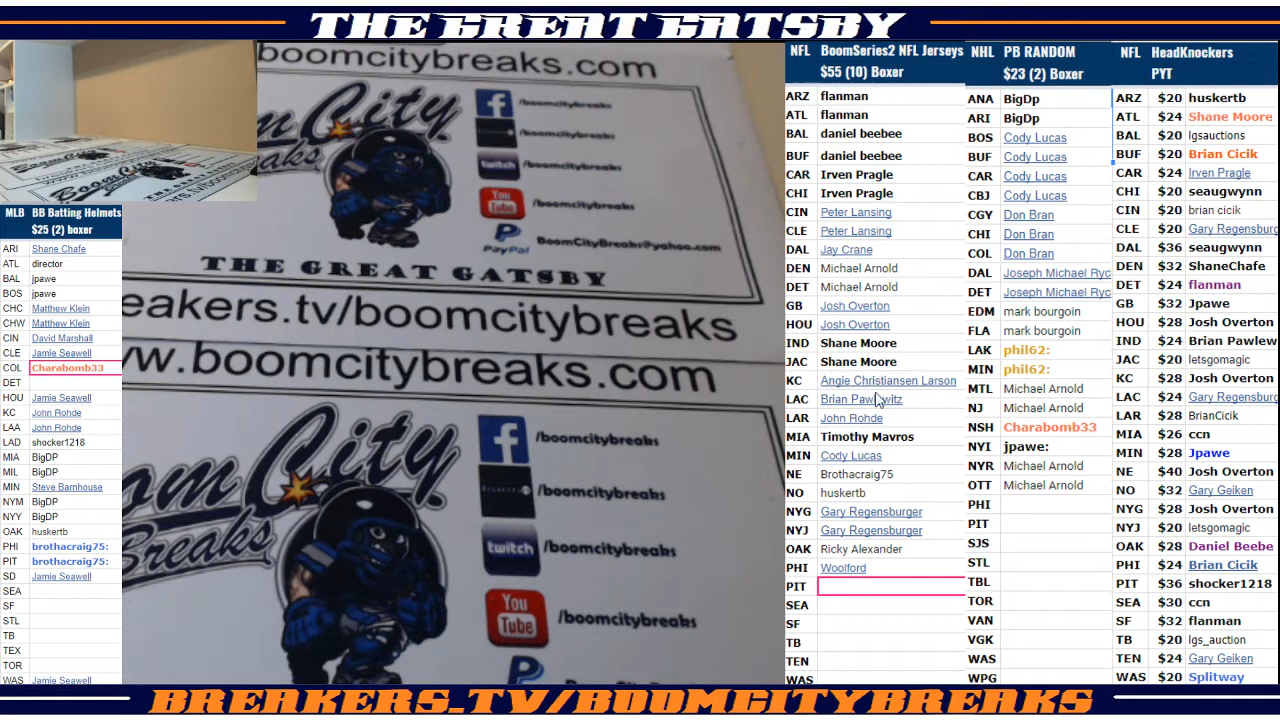 THE GREAT GATSBY
MLB BB Batting Helmets
$25 (2) boxer
ARI Shane Chafe
ATL director
BAL jpawe
BOS jpawe
CHC Matthew Klein
CHW Matthew Klein
CIN David Marshall
CLE Jamie Seawell
COL Charabomb33
DET
HOU Jamie Seawell
KC John Rohde
LAA John Rohde
LAD shocker1218
MIA BigDP
MIL BigDP
MIN Steve Barnhouse
NYM BigDP
NYY BigDP
OAK huskertb
PHI brothacraig75:
PIT brothacraig75:
SD Jamie Seawell
SEA
SF
STL
TB
TEX
TOR
WAS Jamie Seawell
www.boomcitybreaks.com
Boom City
Breaks
/boomcitybreaks
/boomcitybreaks
twitch /boomcitybreaks
You Tube /boomcitybreaks
PayPal BoomCityBreaks@yahoo.com
THE GREAT GATSBY
eakers.tv/boomcitybreaks
w.boomcitybreaks.com
oom City
Breaks
/boomcitybreaks
/boomcitybreaks
twitch /boomcitybreaks
You Tube /boomcitybreaks
NFL BoomSeries2 NFL Jerseys
$55 (10) Boxer
ARZ flanman
ATL flanman
BAL daniel beebee
BUF daniel beebee
CAR Irven Pragle
CHI Irven Pragle
CIN Peter Lansing
CLE Peter Lansing
DAL Jay Crane
DEN Michael Arnold
DET Michael Arnold
GB Josh Overton
HOU Josh Overton
IND Shane Moore
JAC Shane Moore
KC Angie Christiansen Larson
LAC Brian
LAR John Rohde
MIA Timothy Mavros
MIN Cody Lucas
NE Brothacraig75
NO huskertb
NYG Gary Regensburger
NYJ Gary Regensburger
OAK Ricky Alexander
PHI Woolford
PIT
SEA
SF
TB
TEN
WAS
NHL PB RANDOM
$23 (2) Boxer
ANA BigDp
ARI BigDp
BOS Cody Lucas
BUF Cody Lucas
CAR Cody Lucas
CBJ Cody Lucas
CGY Don Bran
CHI Don Bran
COL Don Bran
DAL Joseph Michael Ryc
DET Joseph Michael Ryc
EDM mark bourgoin
FLA mark bourgoin
LAK phil62:
MIN phil62:
MTL Michael Arnold
NJ Michael Arnold
NSH Charabomb33
NYI jpawe:
NYR Michael Arnold
OTT Michael Arnold
PHI
PIT
SJS
STL
TBL
TOR
VAN
VGK
WAS
WPG
NFL HeadKnockers
PYT
ARZ $20 huskertb
ATL $24 Shane Moore
BAL $20 lgsauctions
BUF $20 Brian Cicik
CAR $24 Irven Pragle
CHI $20 seaugwynn
CIN $20 brian cicik
CLE $20 Gary Regensburg
DAL $36 seaugwynn
DEN $32 ShaneChafe
DET $24 flanman
GB $32 Jpawe
HOU $28 Josh Overton
IND $24 Brian Pawlew
JAC $20 letsgomagic
KC $28 Josh Overton
LAC $24 Gary Regensburg
LAR $28 BrianCicik
MIA $26 ccn
MIN $28 Jpawe
NE $40 Josh Overton
NO $32 Gary Geiken
NYG $28 Josh Overton
NYJ $20 letsgomagic
OAK $28 Daniel Beebe
PHI $24 Brian Cicik
PIT $36 shocker1218
SEA $30 ccn
SF $32 flanman
TB $20 lgs_auction
TEN $24 Gary Geiken
WAS $20 Splitway
BREAKERS.TV/BOOMCITYBREAKS